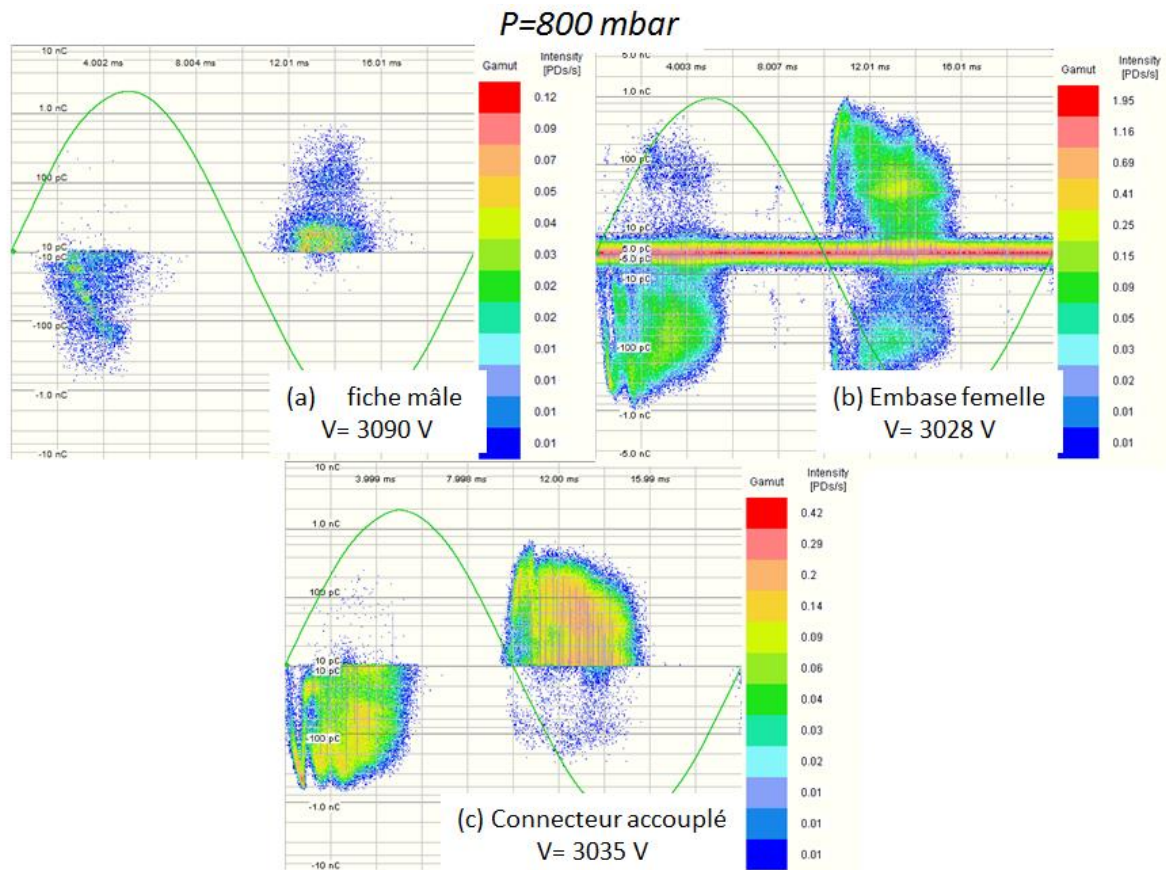 P=800 mbar
10 nC
4.002 ms
8.004 ms
12.01 ms
16.01 ms
1.0 nC
100 pC
10 pC
-10 pC
-100 pC
-1.0 nC
-10 nC
Gamut
Intensity
[PDs/s]
0.12
0.09
0.07
0.05
0.04
0.03
0.02
0.02
0.01
0.01
0.01
0.01
(a) fiche mâle
V= 3090 V
5.0 nC
4.003 ms
8.007 ms
12.01 ms
16.01 ms
1.0 nC
100 pC
10 pC
5.0 pC
-5.0 pC
-10 pC
-100 pC
-1.0 nC
-5.0 nC
Gamut
Intensity
[PDs/s]
1.95
1.16
0.69
0.41
0.25
0.15
0.09
0.05
0.03
0.02
0.01
0.01
(b) Embase femelle
V= 3028 V
10 nC
3.999 ms
7.998 ms
12.00 ms
15.99 ms
1.0 nC
100 pC
10 pC
10 pC
-100 pC
-1.0 nC
-10 nC
Gamut
Intensity
[PDs/s]
0.42
0.29
0.2
0.14
0.09
0.06
0.04
0.03
0.02
0.01
0.01
0.01
(c) Connecteur accouplé
V= 3035 V